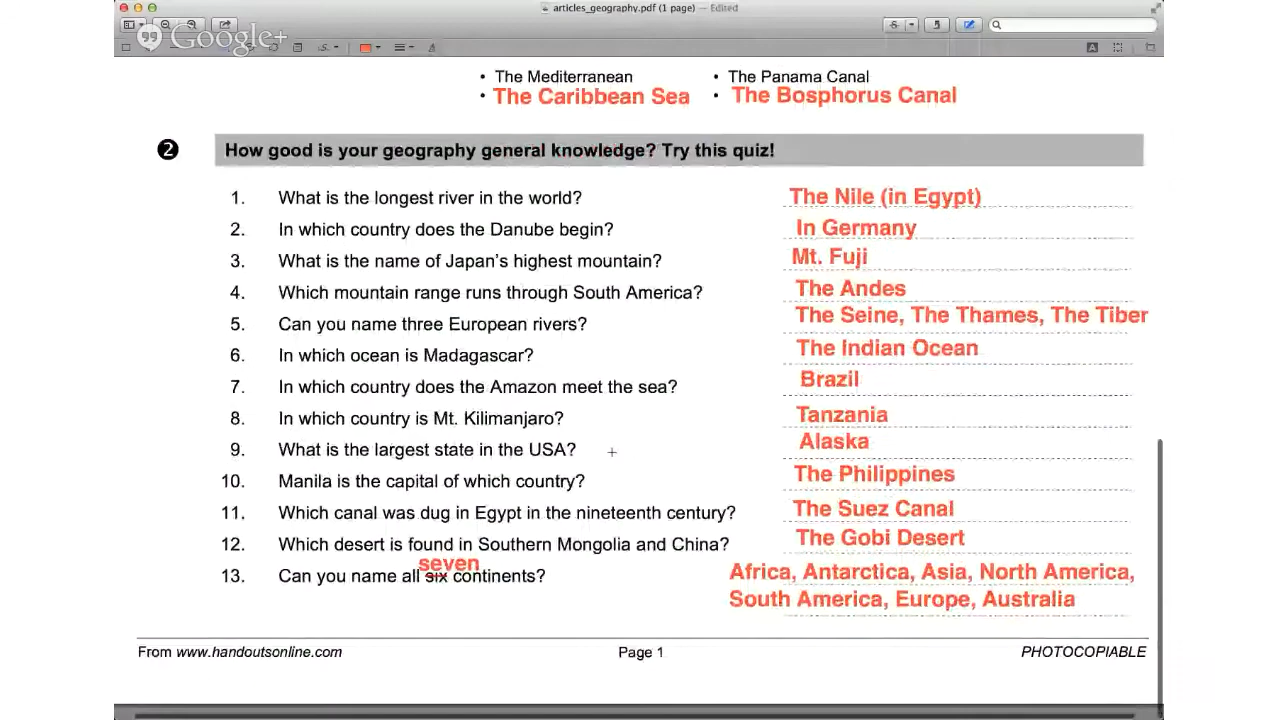 articles_geography.pdf (1 page) — Edited
Google+
• The Mediterranean • The Panama Canal
• The Caribbean Sea • The Bosphorus Canal
2 How good is your geography general knowledge? Try this quiz!
1. What is the longest river in the world? The Nile (in Egypt)
2. In which country does the Danube begin? In Germany
3. What is the name of Japan's highest mountain? Mt. Fuji
4. Which mountain range runs through South America? The Andes
5. Can you name three European rivers? The Seine, The Thames, The Tiber
6. In which ocean is Madagascar? The Indian Ocean
7. In which country does the Amazon meet the sea? Brazil
8. In which country is Mt. Kilimanjaro? Tanzania
9. What is the largest state in the USA? Alaska
10. Manila is the capital of which country? The Philippines
11. Which canal was dug in Egypt in the nineteenth century? The Suez Canal
12. Which desert is found in Southern Mongolia and China? The Gobi Desert
seven
13. Can you name all six continents? Africa, Antarctica, Asia, North America,
South America, Europe, Australia
From www.handoutsonline.com Page 1 PHOTOCOPIABLE